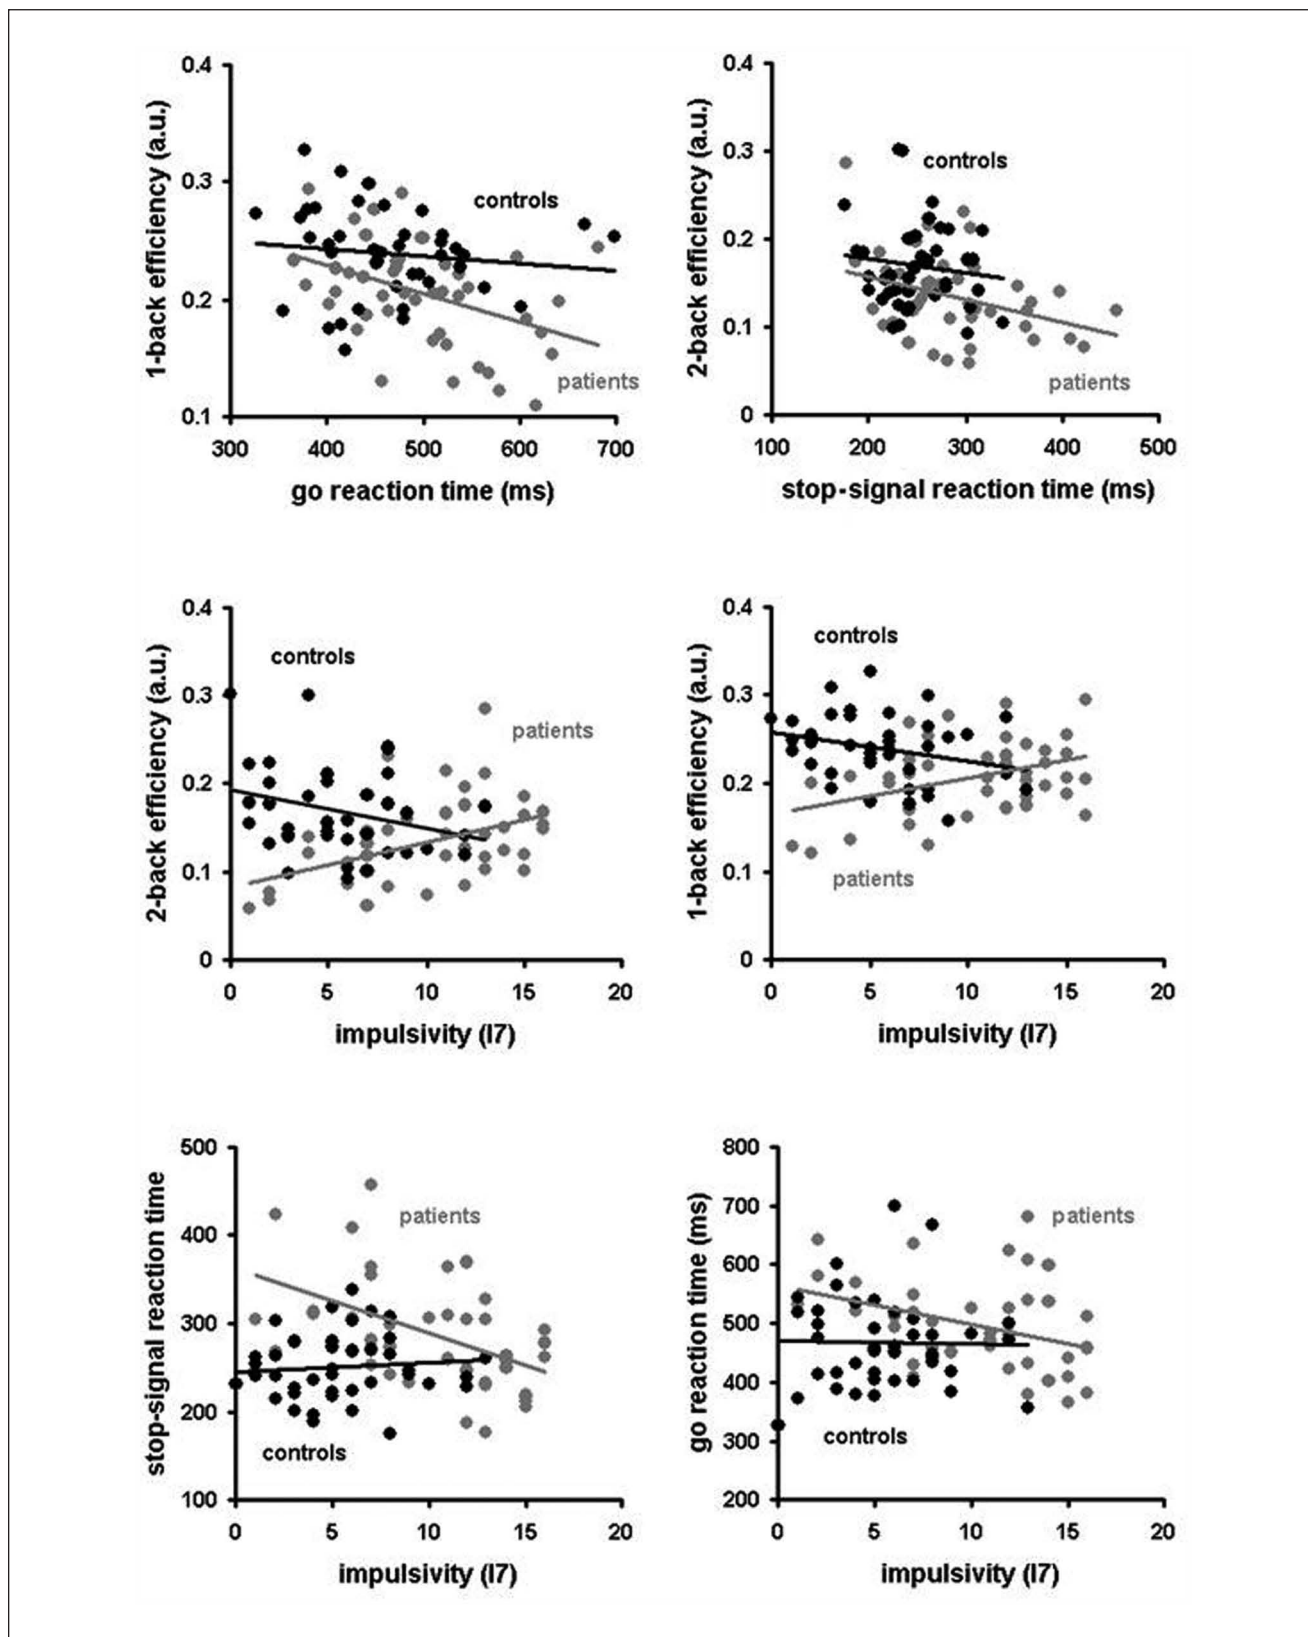 0.4
0.3
0.2
0.1
1-back efficiency (a.u.)
controls
patients
300 400 500 600 700
go reaction time (ms)
0.4
0.3
0.2
0.1
0
2-back efficiency (a.u.)
controls
patients
100 200 300 400 500
stop-signal reaction time (ms)
0.4
0.3
0.2
0.1
0
2-back efficiency (a.u.)
controls
patients
0 5 10 15 20
impulsivity (I7)
0.4
0.3
0.2
0.1
0
1-back efficiency (a.u.)
controls
patients
0 5 10 15 20
impulsivity (I7)
500
400
300
200
100
stop-signal reaction time
patients
controls
0 5 10 15 20
impulsivity (I7)
800
700
600
500
400
300
200
go reaction time (ms)
patients
controls
0 5 10 15 20
impulsivity (I7)